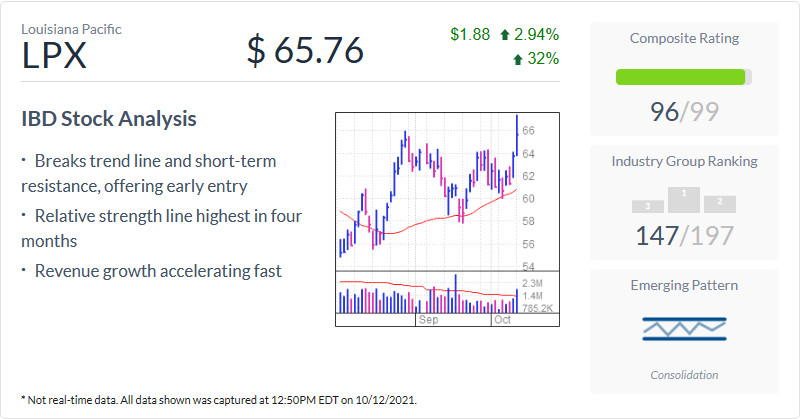 Louisiana Pacific
LPX
$ 65.76
$1.88 2.94%
32%
IBD Stock Analysis
· Breaks trend line and short-term
resistance, offering early entry
· Relative strength line highest in four
months
· Revenue growth accelerating fast
66
64
62
60
58
56
54
2.3M
1.4M
785.2K
Sep
Oct
Composite Rating
96/99
Industry Group Ranking
3
1
2
147/197
Emerging Pattern
Consolidation
* Not real-time data. All data shown was captured at 12:50PM EDT on 10/12/2021.